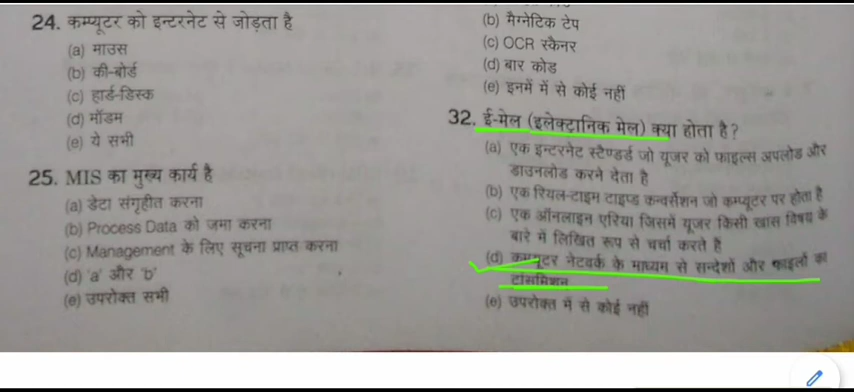 24. कम्प्यूटर को इन्टरनेट से जोड़ता है
(a) माउस
(b) की-बोर्ड
(c) हार्ड-डिस्क
(d) मॉडम
(e) ये सभी
25. MIS का मुख्य कार्य है
(a) डेटा संगृहीत करना
(b) Process Data को जमा करना
(c) Management के लिए सूचना प्राप्त करना
(d) 'a' और 'b'
(e) उपरोक्त सभी
(b) मैग्नेटिक टेप
(c) OCR स्कैनर
(d) बार कोड
(e) इनमें में से कोई नहीं
32. ई-मेल (इलेक्ट्रानिक मेल) क्या होता है?
(a) एक इन्टरनेट स्टैण्डर्ड जो यूजर को फाइल्स अपलोड और
डाउनलोड करने देता है
(b) एक रियल-टाइम टाइप्ड कन्वर्सेशन जो कम्प्यूटर पर होता है
(c) एक ऑनलाइन एरिया जिसमें यूजर किसी खास विषय के
बारे में लिखित रूप से चर्चा करते है
(d) कम्प्यूटर नेटवर्क के माध्यम से सन्देशों और फाइलों का
ट्रांसमिशन
(e) उपरोक्त में से कोई नहीं